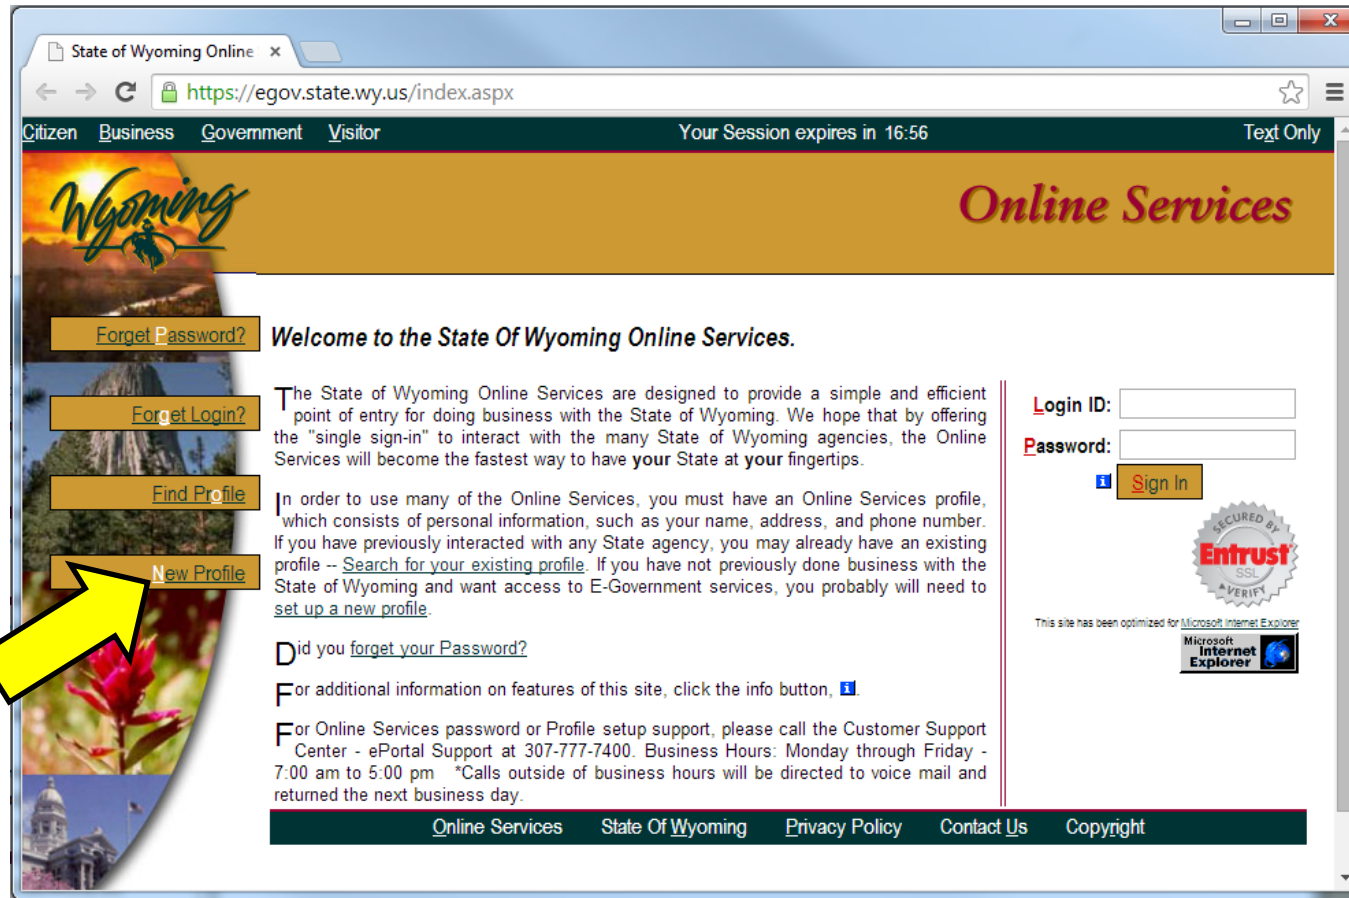 State of Wyoming Online
https://egov.state.wy.us/index.aspx
Citizen Business Government Visitor Your Session expires in 16:56 Text Only
Wyoming
Online Services
Forget Password?
Forget Login?
Find Profile
New Profile
Welcome to the State Of Wyoming Online Services.
The State of Wyoming Online Services are designed to provide a simple and efficient
point of entry for doing business with the State of Wyoming. We hope that by offering
the "single sign-in" to interact with the many State of Wyoming agencies, the Online
Services will become the fastest way to have your State at your fingertips.
In order to use many of the Online Services, you must have an Online Services profile,
which consists of personal information, such as your name, address, and phone number.
If you have previously interacted with any State agency, you may already have an existing
profile -- Search for your existing profile. If you have not previously done business with the
State of Wyoming and want access to E-Government services, you probably will need to
set up a new profile.
Did you forget your Password?
For additional information on features of this site, click the info button, i.
For Online Services password or Profile setup support, please call the Customer Support
Center - ePortal Support at 307-777-7400. Business Hours: Monday through Friday -
7:00 am to 5:00 pm *Calls outside of business hours will be directed to voice mail and
returned the next business day.
Login ID:
Password:
i Sign In
SECURED BY
Entrust
SSL
VERIFY
This site has been optimized for Microsoft Internet Explorer
Microsoft
Internet
Explorer
Online Services State Of Wyoming Privacy Policy Contact Us Copyright